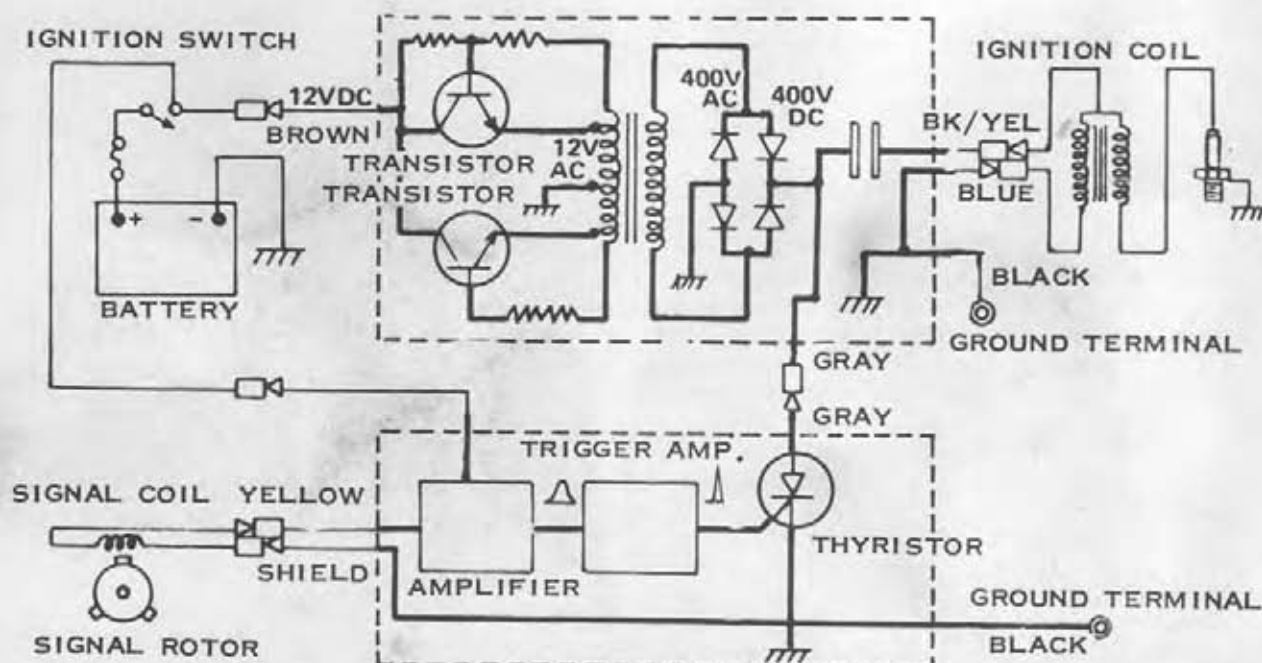 IGNITION SWITCH
IGNITION COIL
400V
AC
400V
DC
12VDC
BROWN
BK/YEL
TRANSISTOR
12V
AC
TRANSISTOR
BLUE
+ -
BATTERY
BLACK
GROUND TERMINAL
GRAY
GRAY
TRIGGER AMP.
SIGNAL COIL YELLOW
THYRISTOR
SHIELD
AMPLIFIER
GROUND TERMINAL
SIGNAL ROTOR
BLACK